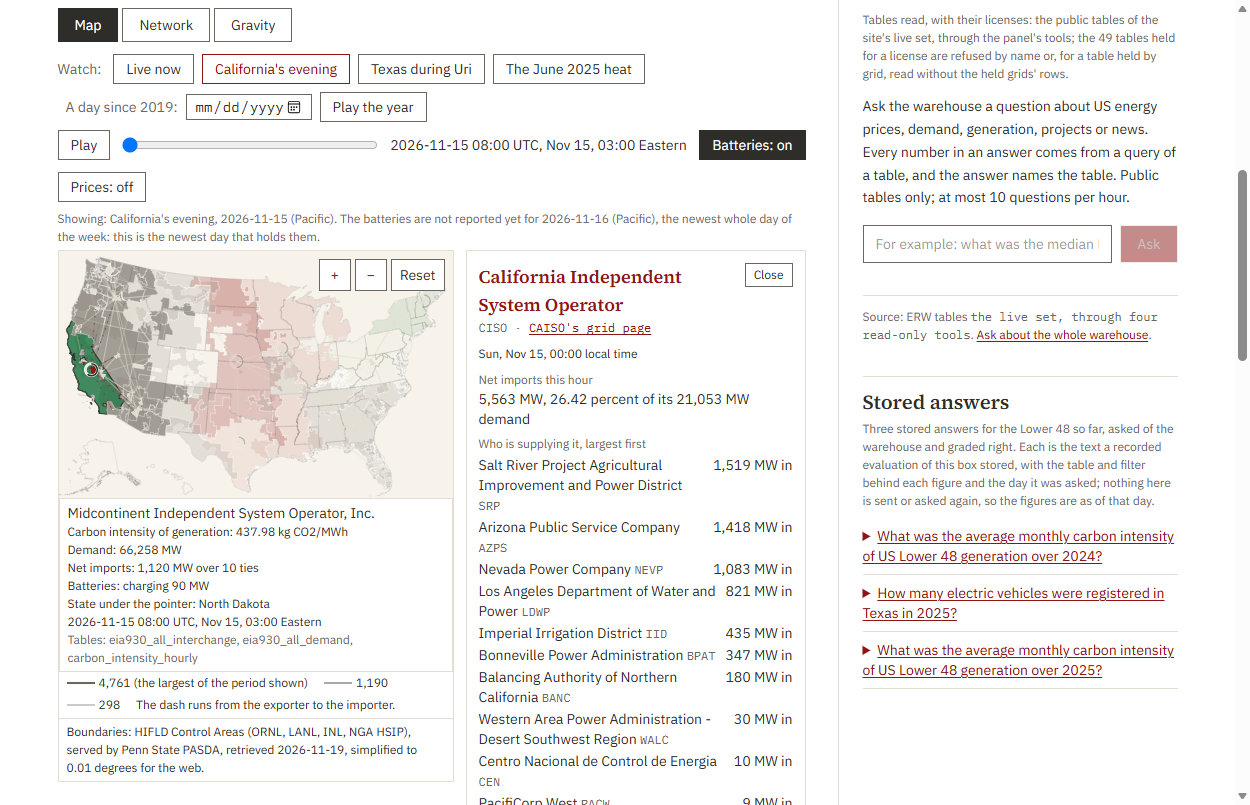 Map Network Gravity
Watch: Live now California's evening Texas during Uri The June 2025 heat
A day since 2019: mm/dd/yyyy Play the year
Play 2026-11-15 08:00 UTC, Nov 15, 03:00 Eastern Batteries: on
Prices: off
Showing: California's evening, 2026-11-15 (Pacific). The batteries are not reported yet for 2026-11-16 (Pacific), the newest whole day of
the week: this is the newest day that holds them.
+ − Reset
Midcontinent Independent System Operator, Inc.
Carbon intensity of generation: 437.98 kg CO2/MWh
Demand: 66,258 MW
Net imports: 1,120 MW over 10 ties
Batteries: charging 90 MW
State under the pointer: North Dakota
2026-11-15 08:00 UTC, Nov 15, 03:00 Eastern
Tables: eia930_all_interchange, eia930_all_demand,
carbon_intensity_hourly
4,761 (the largest of the period shown) 1,190
298 The dash runs from the exporter to the importer.
Boundaries: HIFLD Control Areas (ORNL, LANL, INL, NGA HSIP),
served by Penn State PASDA, retrieved 2026-11-19, simplified to
0.01 degrees for the web.
California Independent
System Operator
Close
CISO · CAISO's grid page
Sun, Nov 15, 00:00 local time
Net imports this hour
5,563 MW, 26.42 percent of its 21,053 MW
demand
Who is supplying it, largest first
Salt River Project Agricultural 1,519 MW in
Improvement and Power District
SRP
Arizona Public Service Company 1,418 MW in
AZPS
Nevada Power Company NEVP 1,083 MW in
Los Angeles Department of Water and 821 MW in
Power LDWP
Imperial Irrigation District IID 435 MW in
Bonneville Power Administration BPAT 347 MW in
Balancing Authority of Northern 180 MW in
California BANC
Western Area Power Administration - 30 MW in
Desert Southwest Region WALC
Centro Nacional de Control de Energia 10 MW in
CEN
PacifiCorp West PACW 9 MW in
Tables read, with their licenses: the public tables of the
site's live set, through the panel's tools; the 49 tables held
for a license are refused by name or, for a table held by
grid, read without the held grids' rows.
Ask the warehouse a question about US energy
prices, demand, generation, projects or news.
Every number in an answer comes from a query of
a table, and the answer names the table. Public
tables only; at most 10 questions per hour.
For example: what was the median Ask
Source: ERW tables the live set, through four
read-only tools. Ask about the whole warehouse.
Stored answers
Three stored answers for the Lower 48 so far, asked of the
warehouse and graded right. Each is the text a recorded
evaluation of this box stored, with the table and filter
behind each figure and the day it was asked; nothing here
is sent or asked again, so the figures are as of that day.
What was the average monthly carbon intensity
of US Lower 48 generation over 2024?
How many electric vehicles were registered in
Texas in 2025?
What was the average monthly carbon intensity
of US Lower 48 generation over 2025?